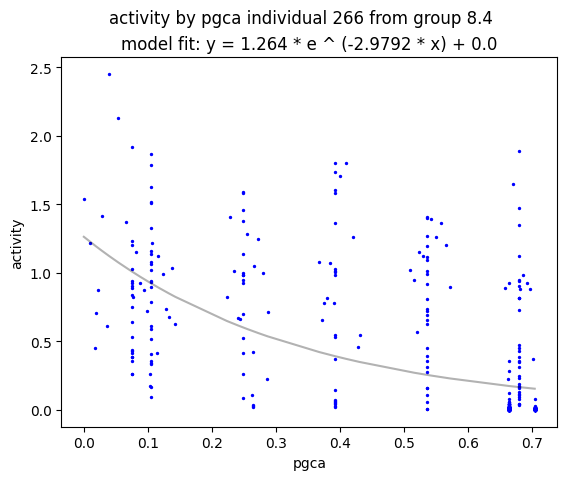 activity by pgca individual 266 from group 8.4
model fit: y = 1.264 * e ^ (-2.9792 * x) + 0.0
2.5
2.0
1.5
1.0
0.5
0.0
activity
0.0 0.1 0.2 0.3 0.4 0.5 0.6 0.7
pgca